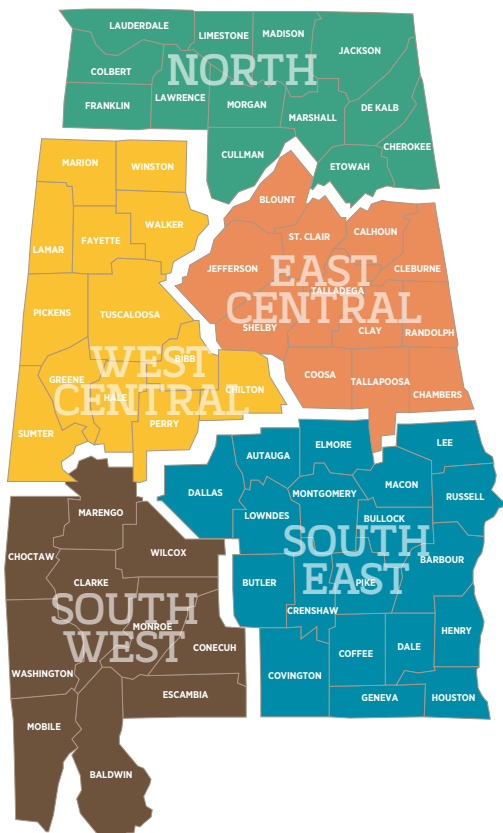 LAUDERDALE
LIMESTONE
MADISON
JACKSON
COLBERT
NORTH
FRANKLIN
LAWRENCE
MORGAN
MARSHALL
DE KALB
CHEROKEE
CULLMAN
ETOWAH
MARION
WINSTON
LAMAR
FAYETTE
WALKER
PICKENS
TUSCALOOSA
BIBB
WEST
CENTRAL
GREENE
HALE
CHILTON
SUMTER
PERRY
BLOUNT
ST. CLAIR
CALHOUN
JEFFERSON
EAST
CENTRAL
CLEBURNE
TALLADEGA
SHELBY
CLAY
RANDOLPH
COOSA
TALLAPOOSA
CHAMBERS
DALLAS
AUTAUGA
ELMORE
LEE
LOWNDES
MONTGOMERY
MACON
RUSSELL
BULLOCK
SOUTH
EAST
BARBOUR
BUTLER
CRENSHAW
PIKE
HENRY
COVINGTON
COFFEE
DALE
GENEVA
HOUSTON
MARENGO
CHOCTAW
WILCOX
CLARKE
SOUTH
WEST
MONROE
CONECUH
WASHINGTON
ESCAMBIA
MOBILE
BALDWIN